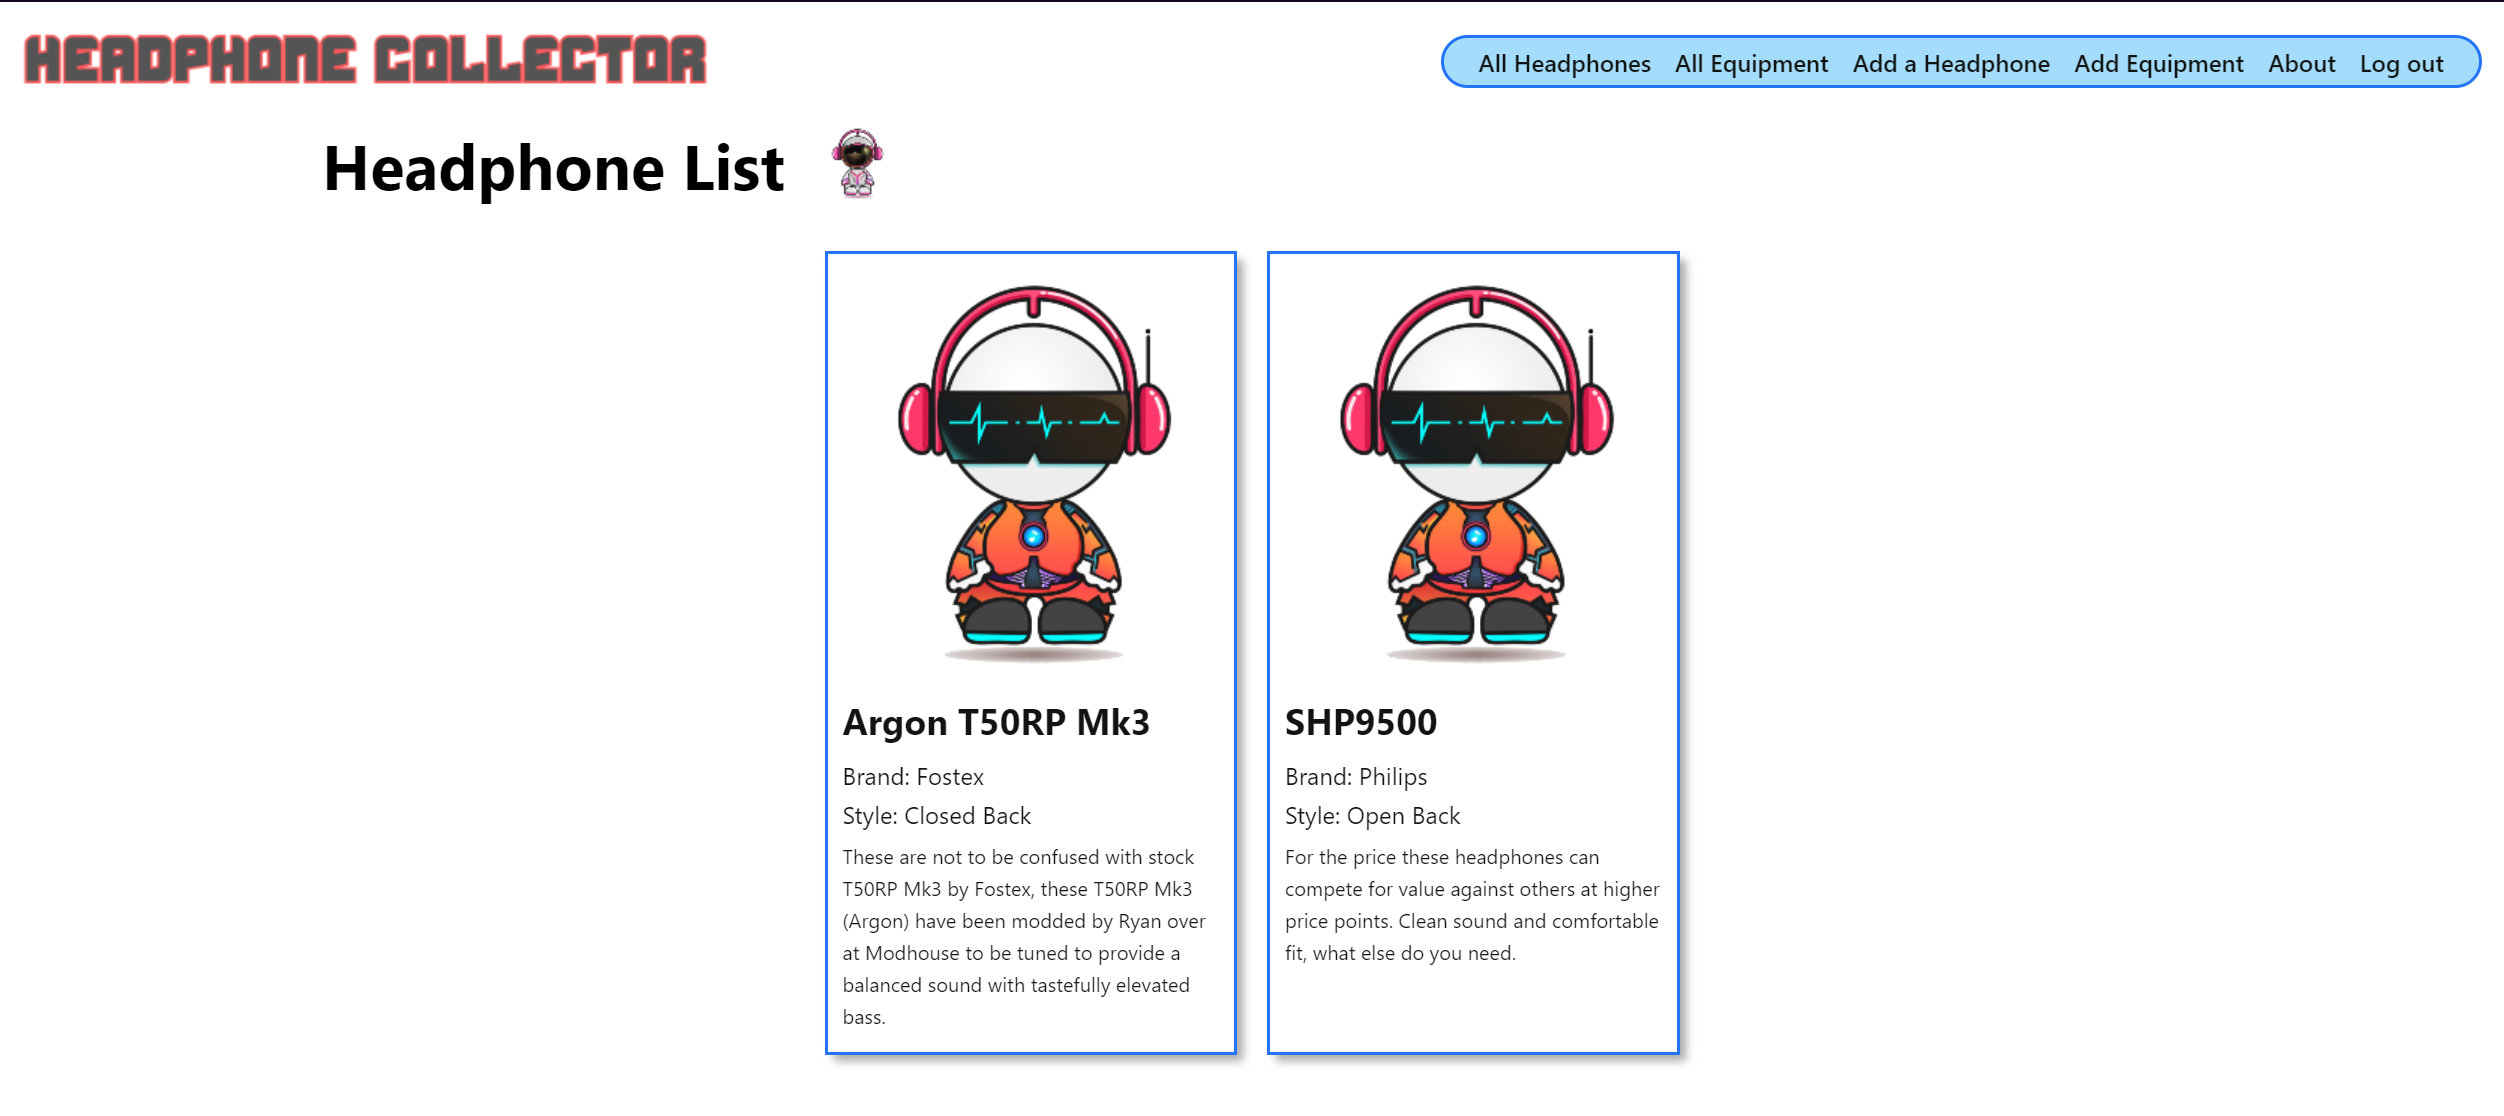 HEADPHONE COLLECTOR
All Headphones All Equipment Add a Headphone Add Equipment About Log out
Headphone List
Argon T50RP Mk3
Brand: Fostex
Style: Closed Back
These are not to be confused with stock
T50RP Mk3 by Fostex, these T50RP Mk3
(Argon) have been modded by Ryan over
at Modhouse to be tuned to provide a
balanced sound with tastefully elevated
bass.
SHP9500
Brand: Philips
Style: Open Back
For the price these headphones can
compete for value against others at higher
price points. Clean sound and comfortable
fit, what else do you need.